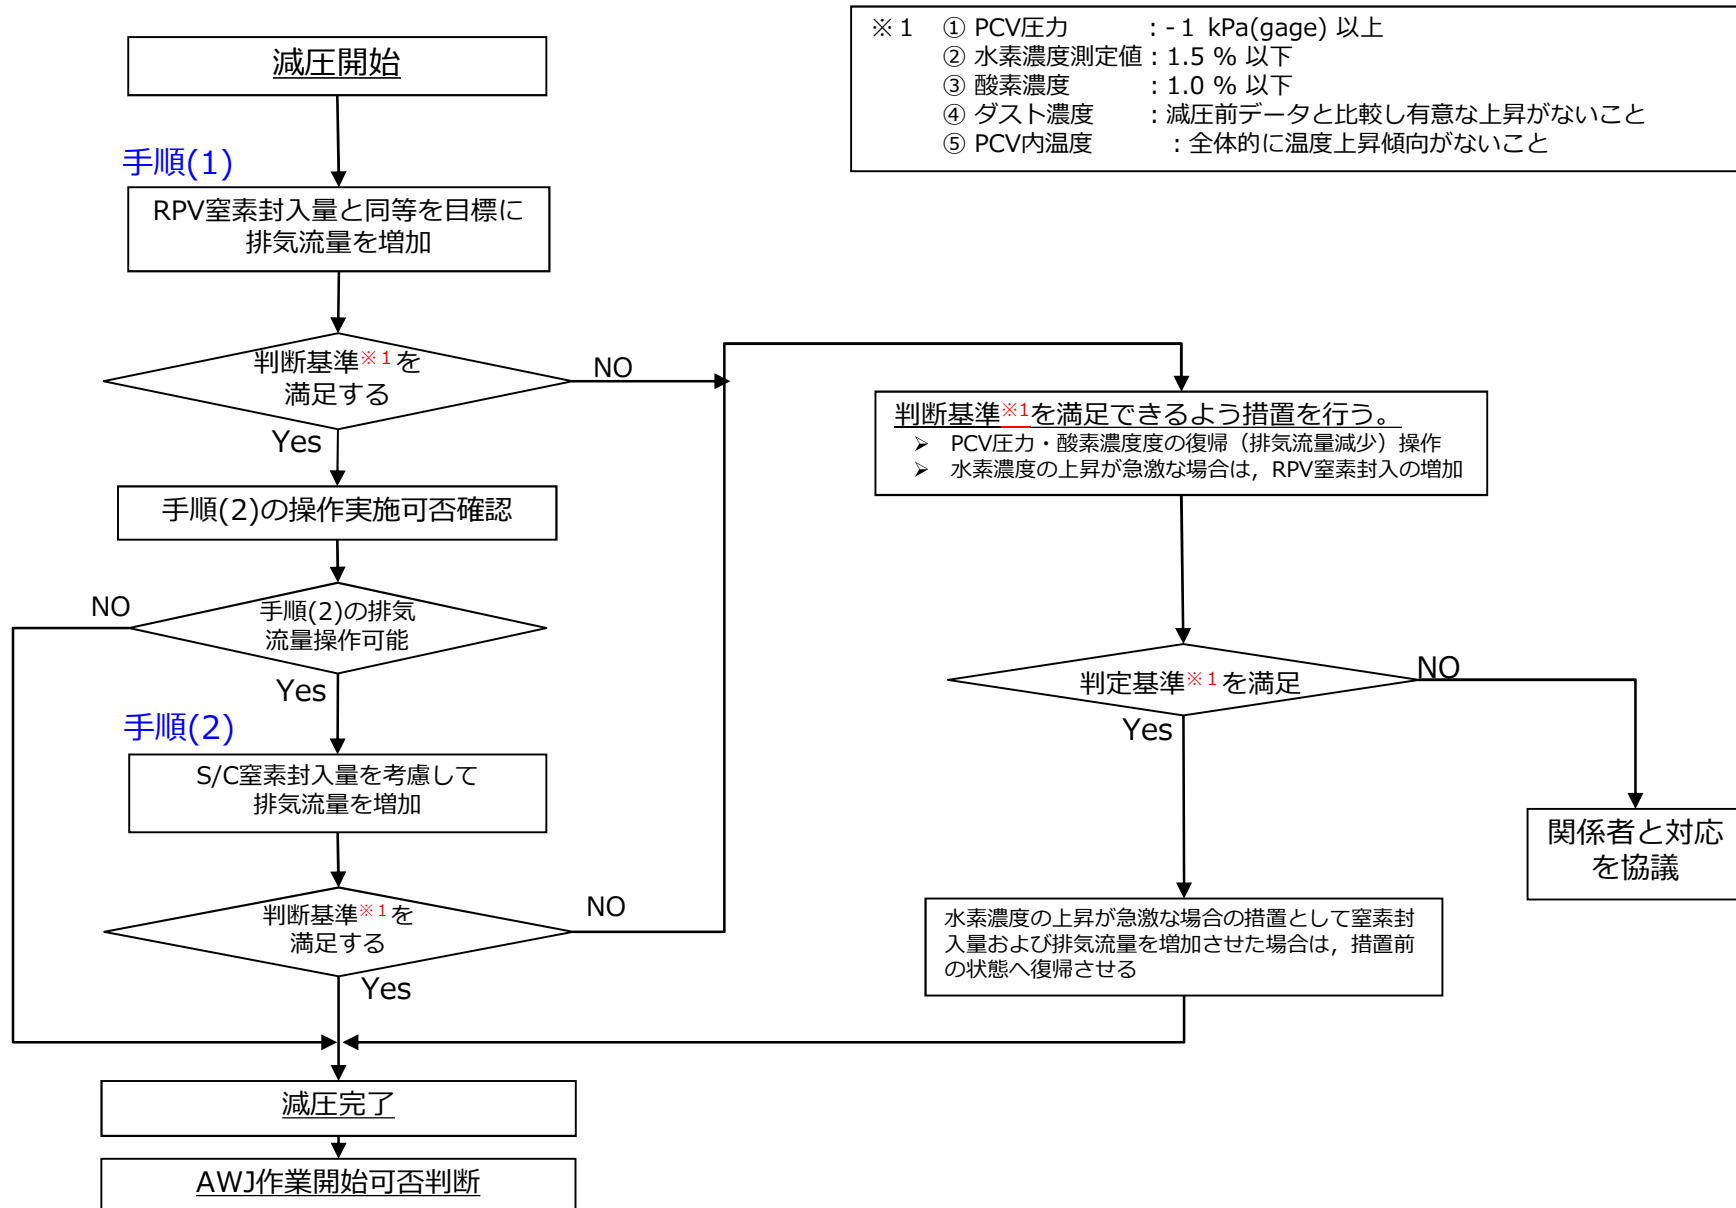 ※１ ① PCV圧力 ：-１ kPa(gage) 以上
② 水素濃度測定値：1.5 % 以下
③ 酸素濃度 ：1.0 % 以下
④ ダスト濃度 ：減圧前データと比較し有意な上昇がないこと
⑤ PCV内温度 ：全体的に温度上昇傾向がないこと
減圧開始
手順(1)
RPV窒素封入量と同等を目標に
排気流量を増加
判断基準※１を
満足する
NO
Yes
手順(2)の操作実施可否確認
手順(2)の排気
流量操作可能
NO
Yes
手順(2)
S/C窒素封入量を考慮して
排気流量を増加
判断基準※１を
満足する
NO
Yes
減圧完了
AWJ作業開始可否判断
判断基準※1を満足できるよう措置を行う。
➢ PCV圧力・酸素濃度度の復帰（排気流量減少）操作
➢ 水素濃度の上昇が急激な場合は，RPV窒素封入の増加
判定基準※１を満足
NO
Yes
関係者と対応
を協議
水素濃度の上昇が急激な場合の措置として窒素封
入量および排気流量を増加させた場合は，措置前
の状態へ復帰させる